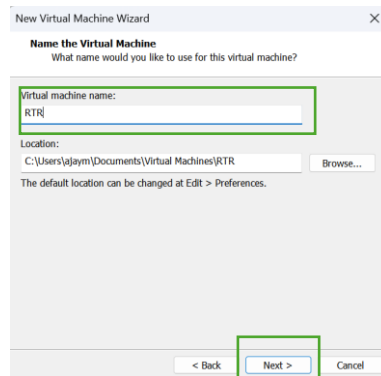 New Virtual Machine Wizard
Name the Virtual Machine
What name would you like to use for this virtual machine?
Virtual machine name:
RTR
Location:
C:\Users\ajaym\Documents\Virtual Machines\RTR
Browse...
The default location can be changed at Edit > Preferences.
< Back
Next >
Cancel